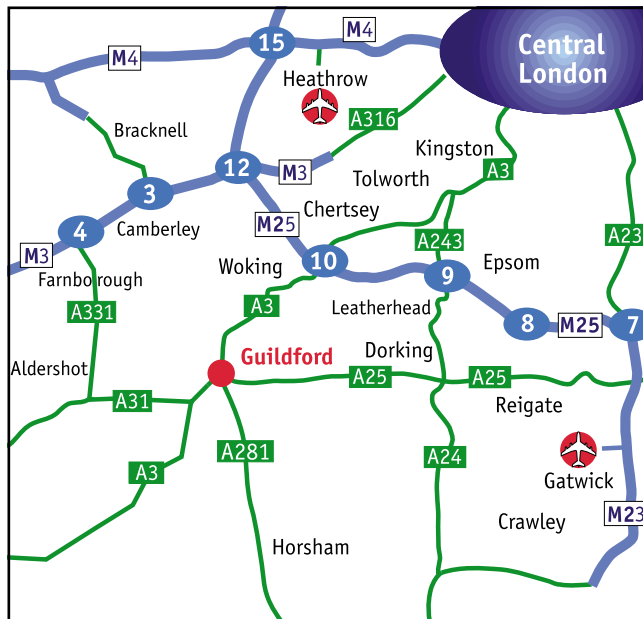 15
M4
M4
Central
London
Heathrow
A316
Bracknell
Kingston
A3
12
M3
Tolworth
3
Chertsey
M25
Camberley
4
A23
A243
M3
Woking
10
9
Epsom
Farnborough
A3
Leatherhead
A331
8
M25
7
Guildford
Dorking
Aldershot
A25
A25
A31
Reigate
A281
A24
A3
Gatwick
M23
Crawley
Horsham